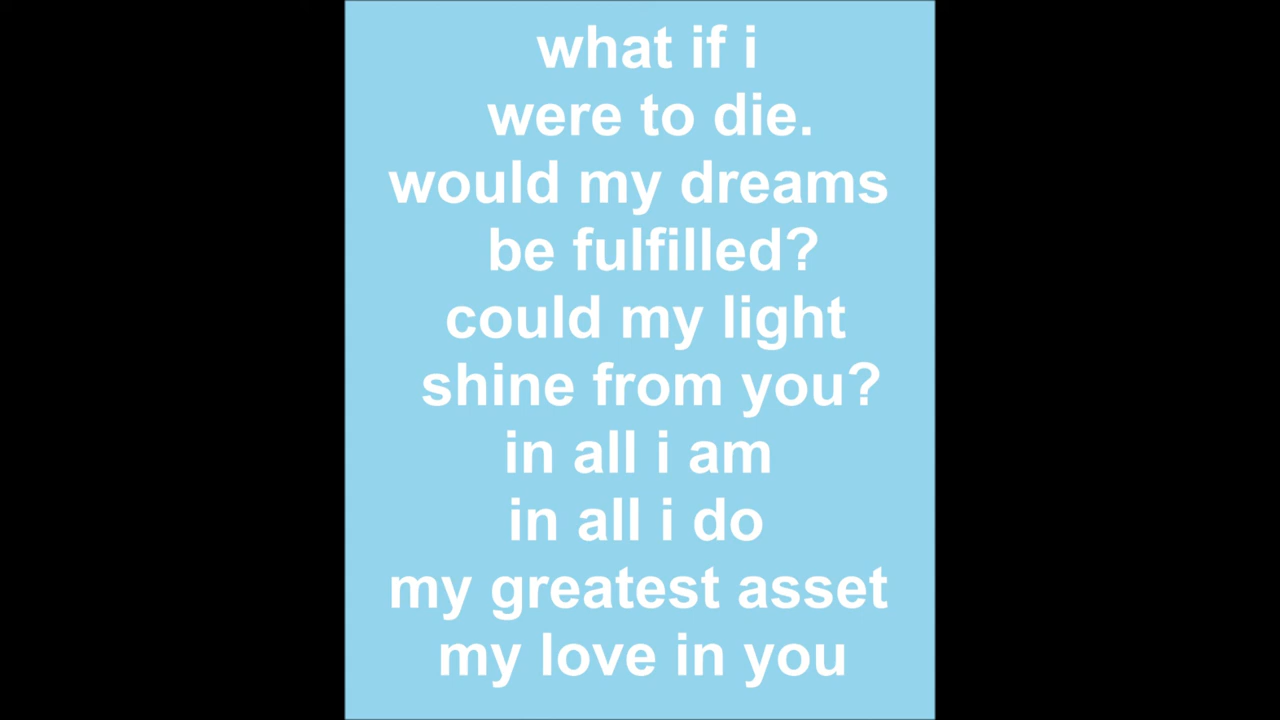 what if i
were to die.
would my dreams
be fulfilled?
could my light
shine from you?
in all i am
in all i do
my greatest asset
my love in you